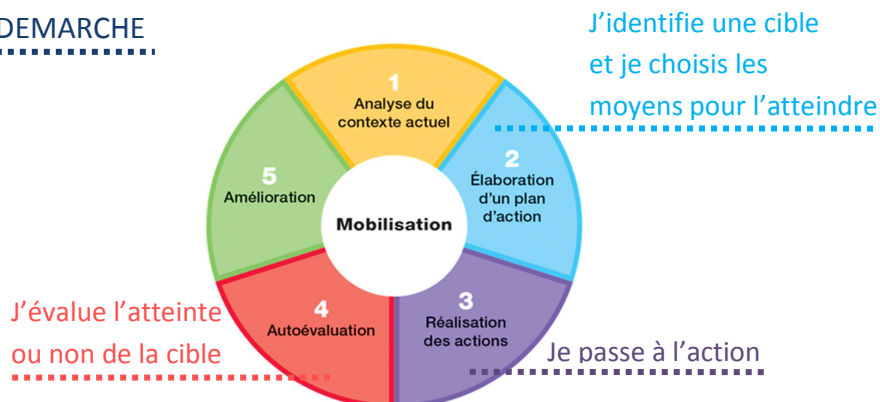 DEMARCHE
J’identifie une cible
et je choisis les
moyens pour l’atteindre
1
Analyse du
contexte actuel
2
Élaboration
d’un plan
d’action
5
Amélioration
Mobilisation
3
Réalisation
des actions
4
Autoévaluation
J’évalue l’atteinte
ou non de la cible
Je passe à l’action